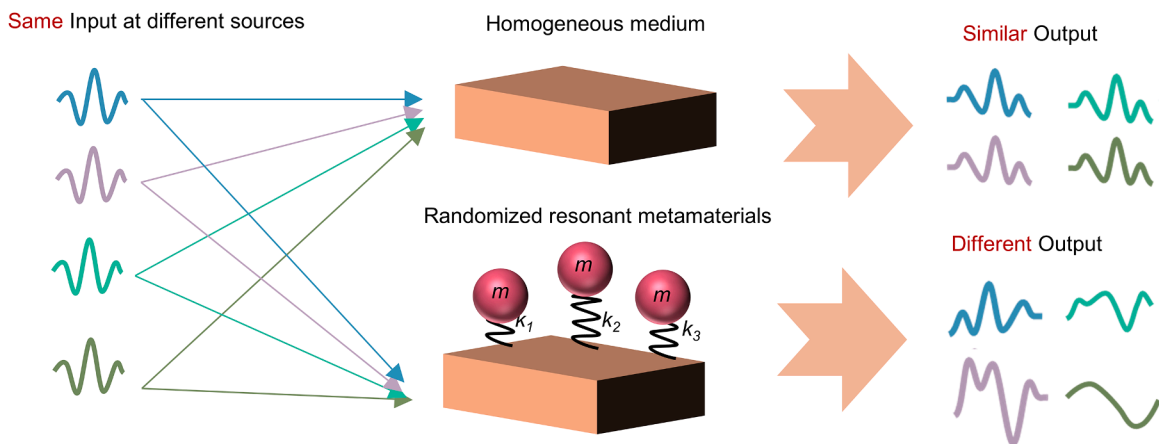 Same Input at different sources
Homogeneous medium
Similar Output
Randomized resonant metamaterials
m
m
m
k1
k2
k3
Different Output